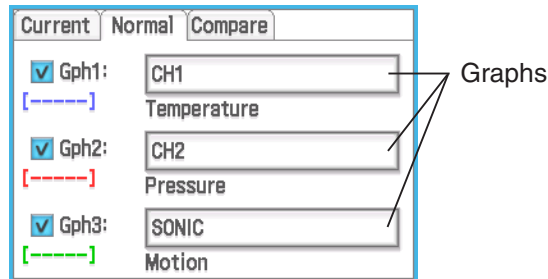 Current Normal Compare
Gph1: CH1 Graphs
[-----] Temperature
Gph2: CH2
[-----] Pressure
Gph3: SONIC
[-----] Motion